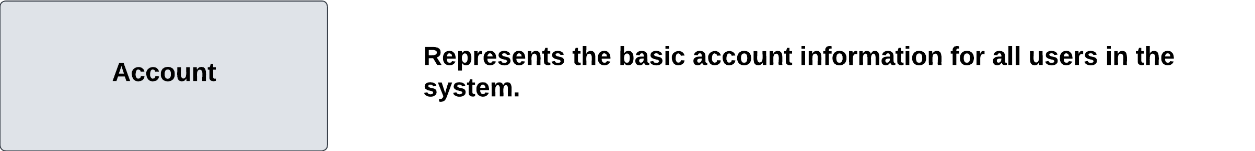 Account
Represents the basic account information for all users in the
system.